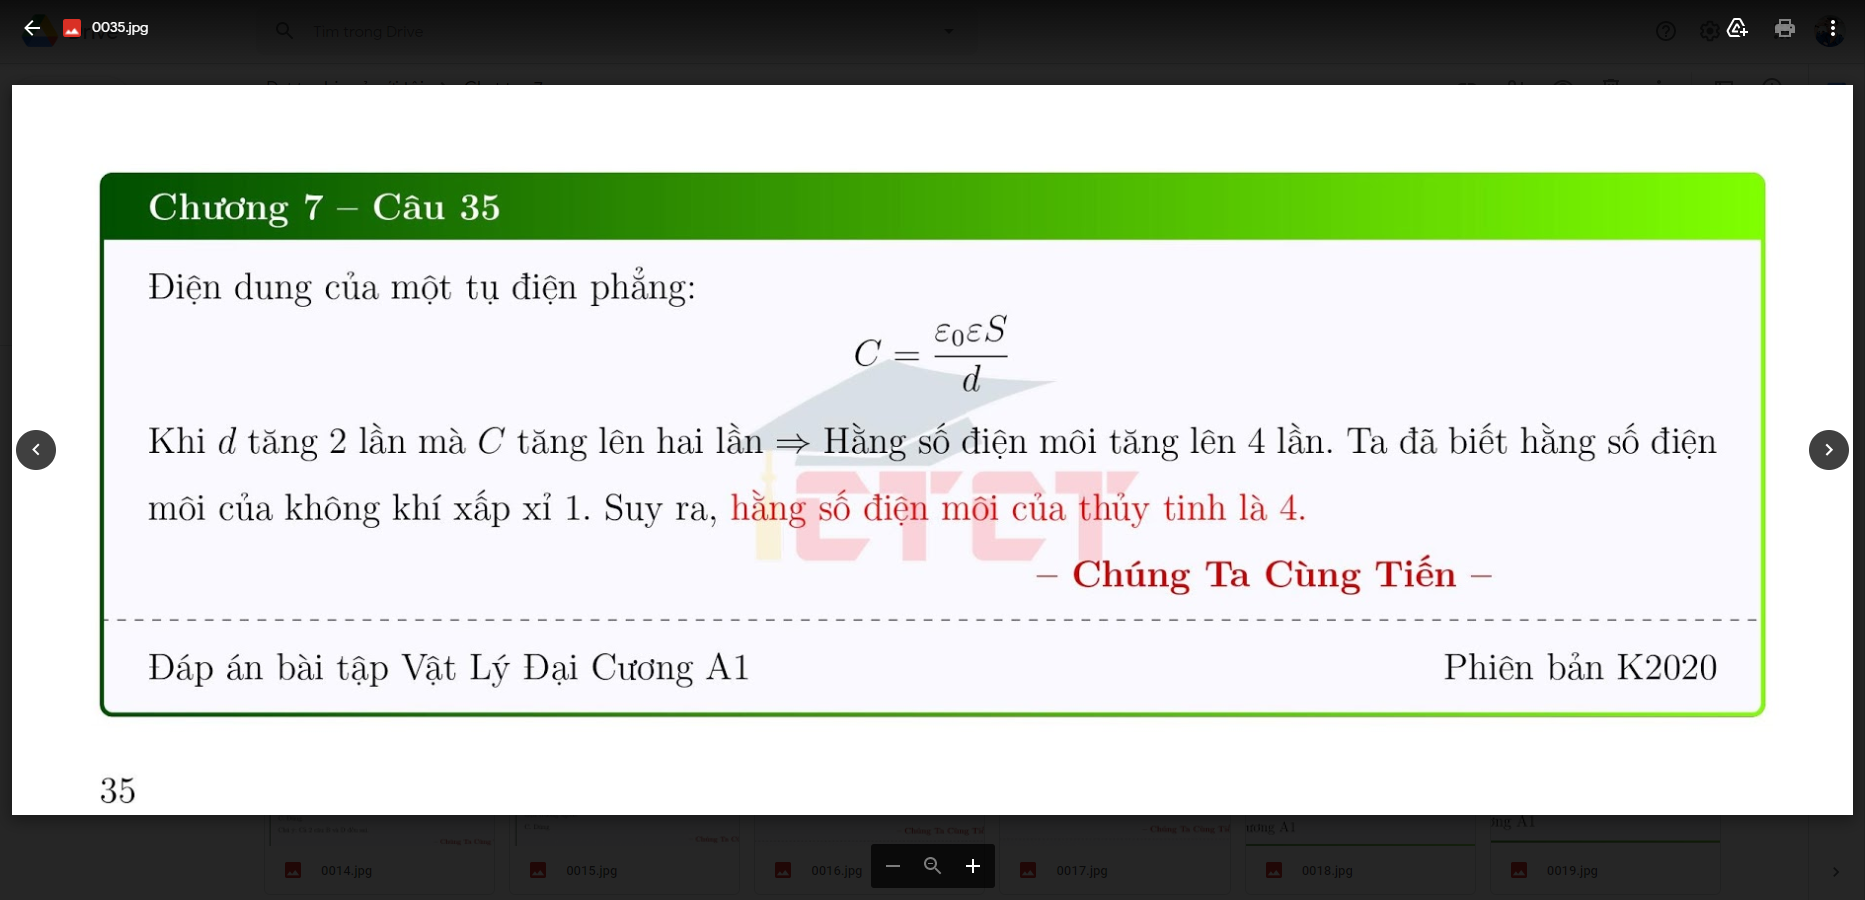 0035.jpg
Tìm trong Drive
Chương 7 – Câu 35
Điện dung của một tụ điện phẳng:
C = ε₀εS / d
Khi d tăng 2 lần mà C tăng lên hai lần ⇒ Hằng số điện môi tăng lên 4 lần. Ta đã biết hằng số điện
môi của không khí xấp xỉ 1. Suy ra, hằng số điện môi của thủy tinh là 4.
CTCT
– Chúng Ta Cùng Tiến –
Đáp án bài tập Vật Lý Đại Cương A1
Phiên bản K2020
35
0014.jpg
0015.jpg
0016.jpg
0017.jpg
0018.jpg
0019.jpg